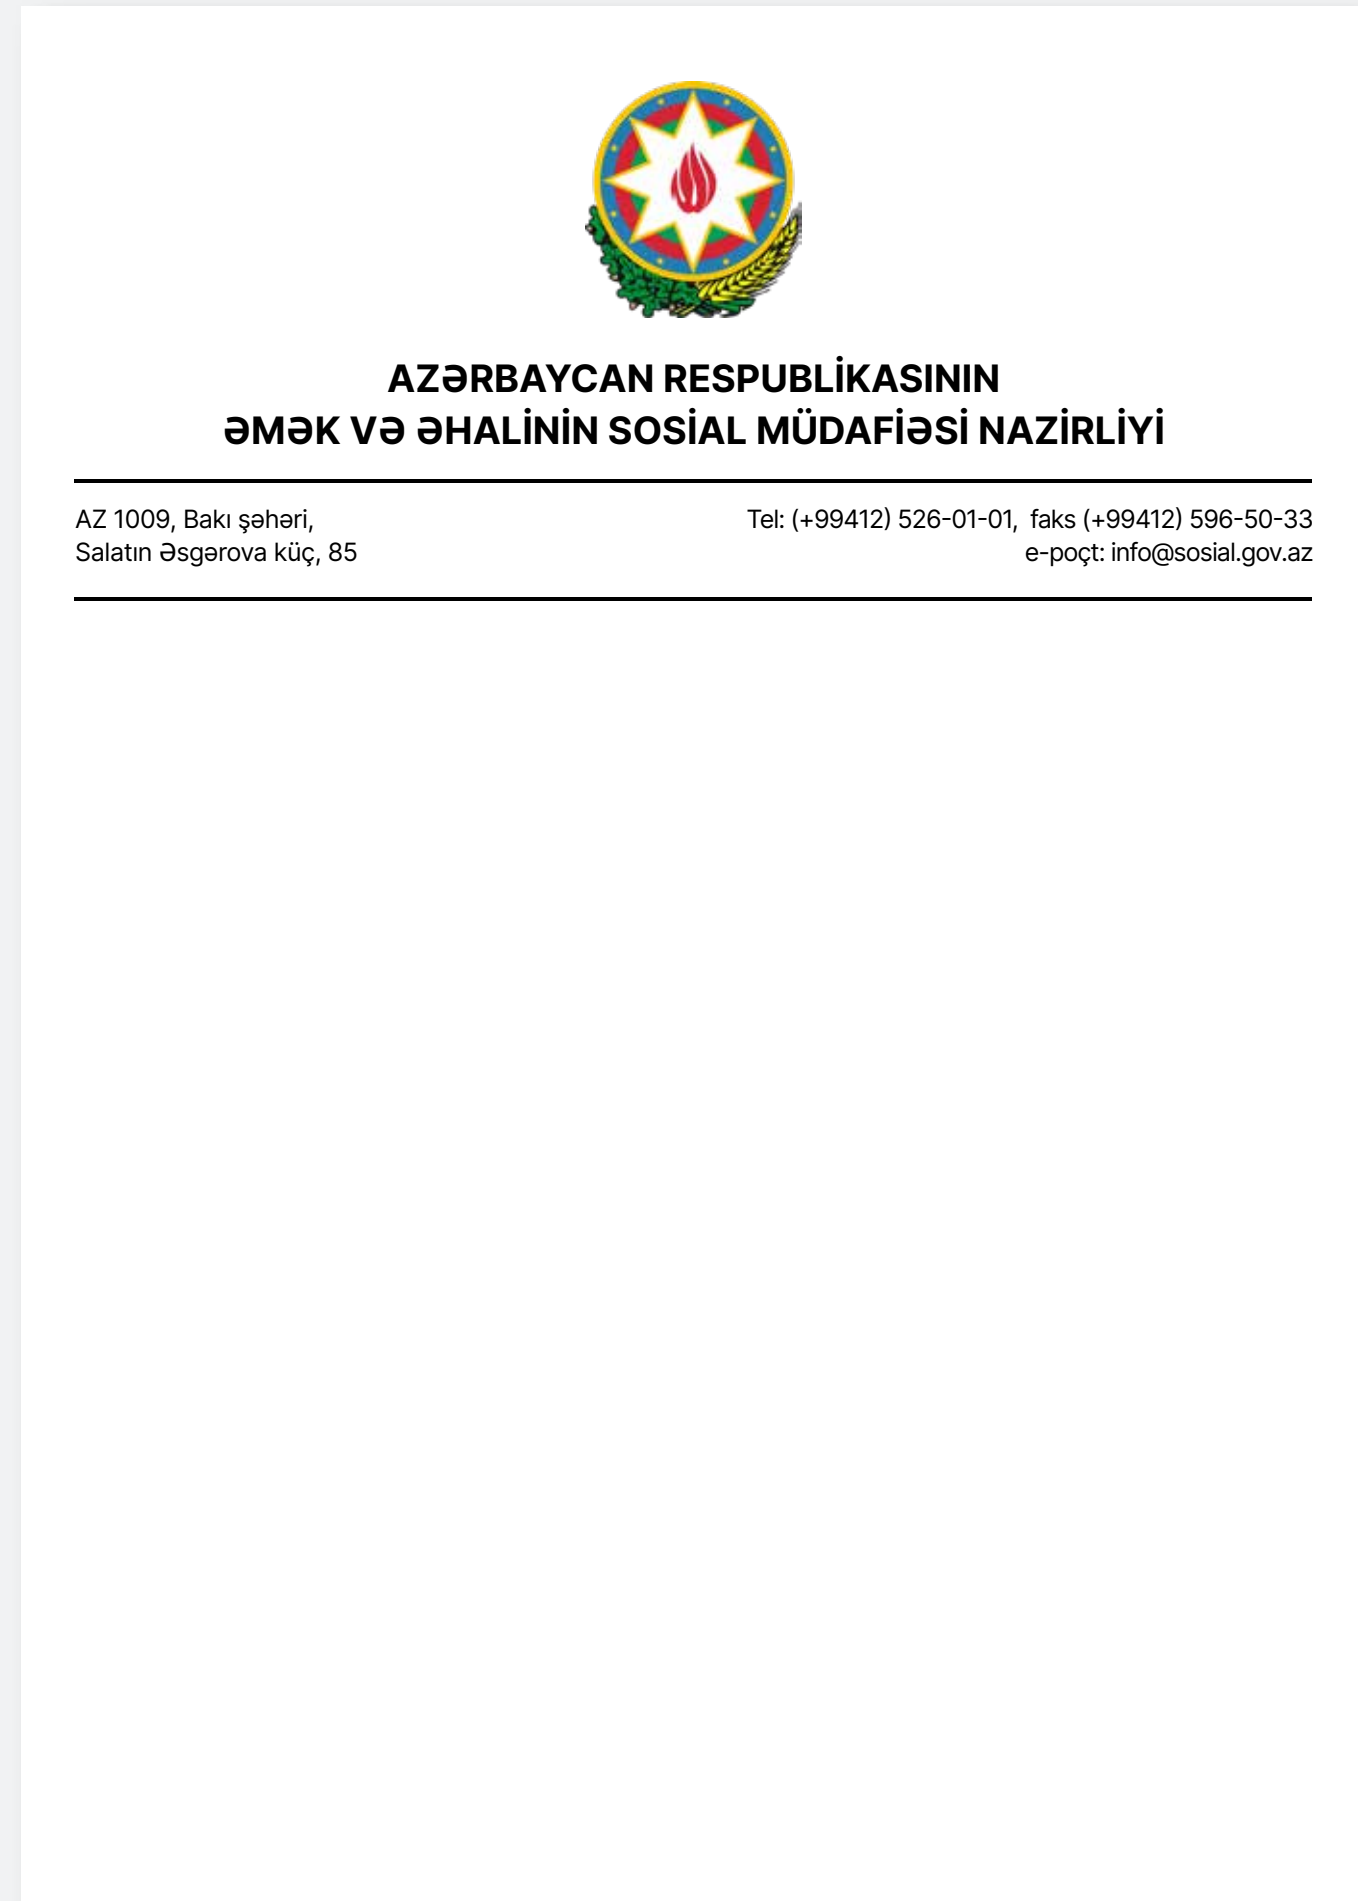 AZƏRBAYCAN RESPUBLİKASININ
ƏMƏK VƏ ƏHALİNİN SOSİAL MÜDAFİƏSİ NAZİRLİYİ
AZ 1009, Bakı şəhəri,
Salatın Əsgərova küç, 85
Tel: (+99412) 526-01-01, faks (+99412) 596-50-33
e-poçt: info@sosial.gov.az